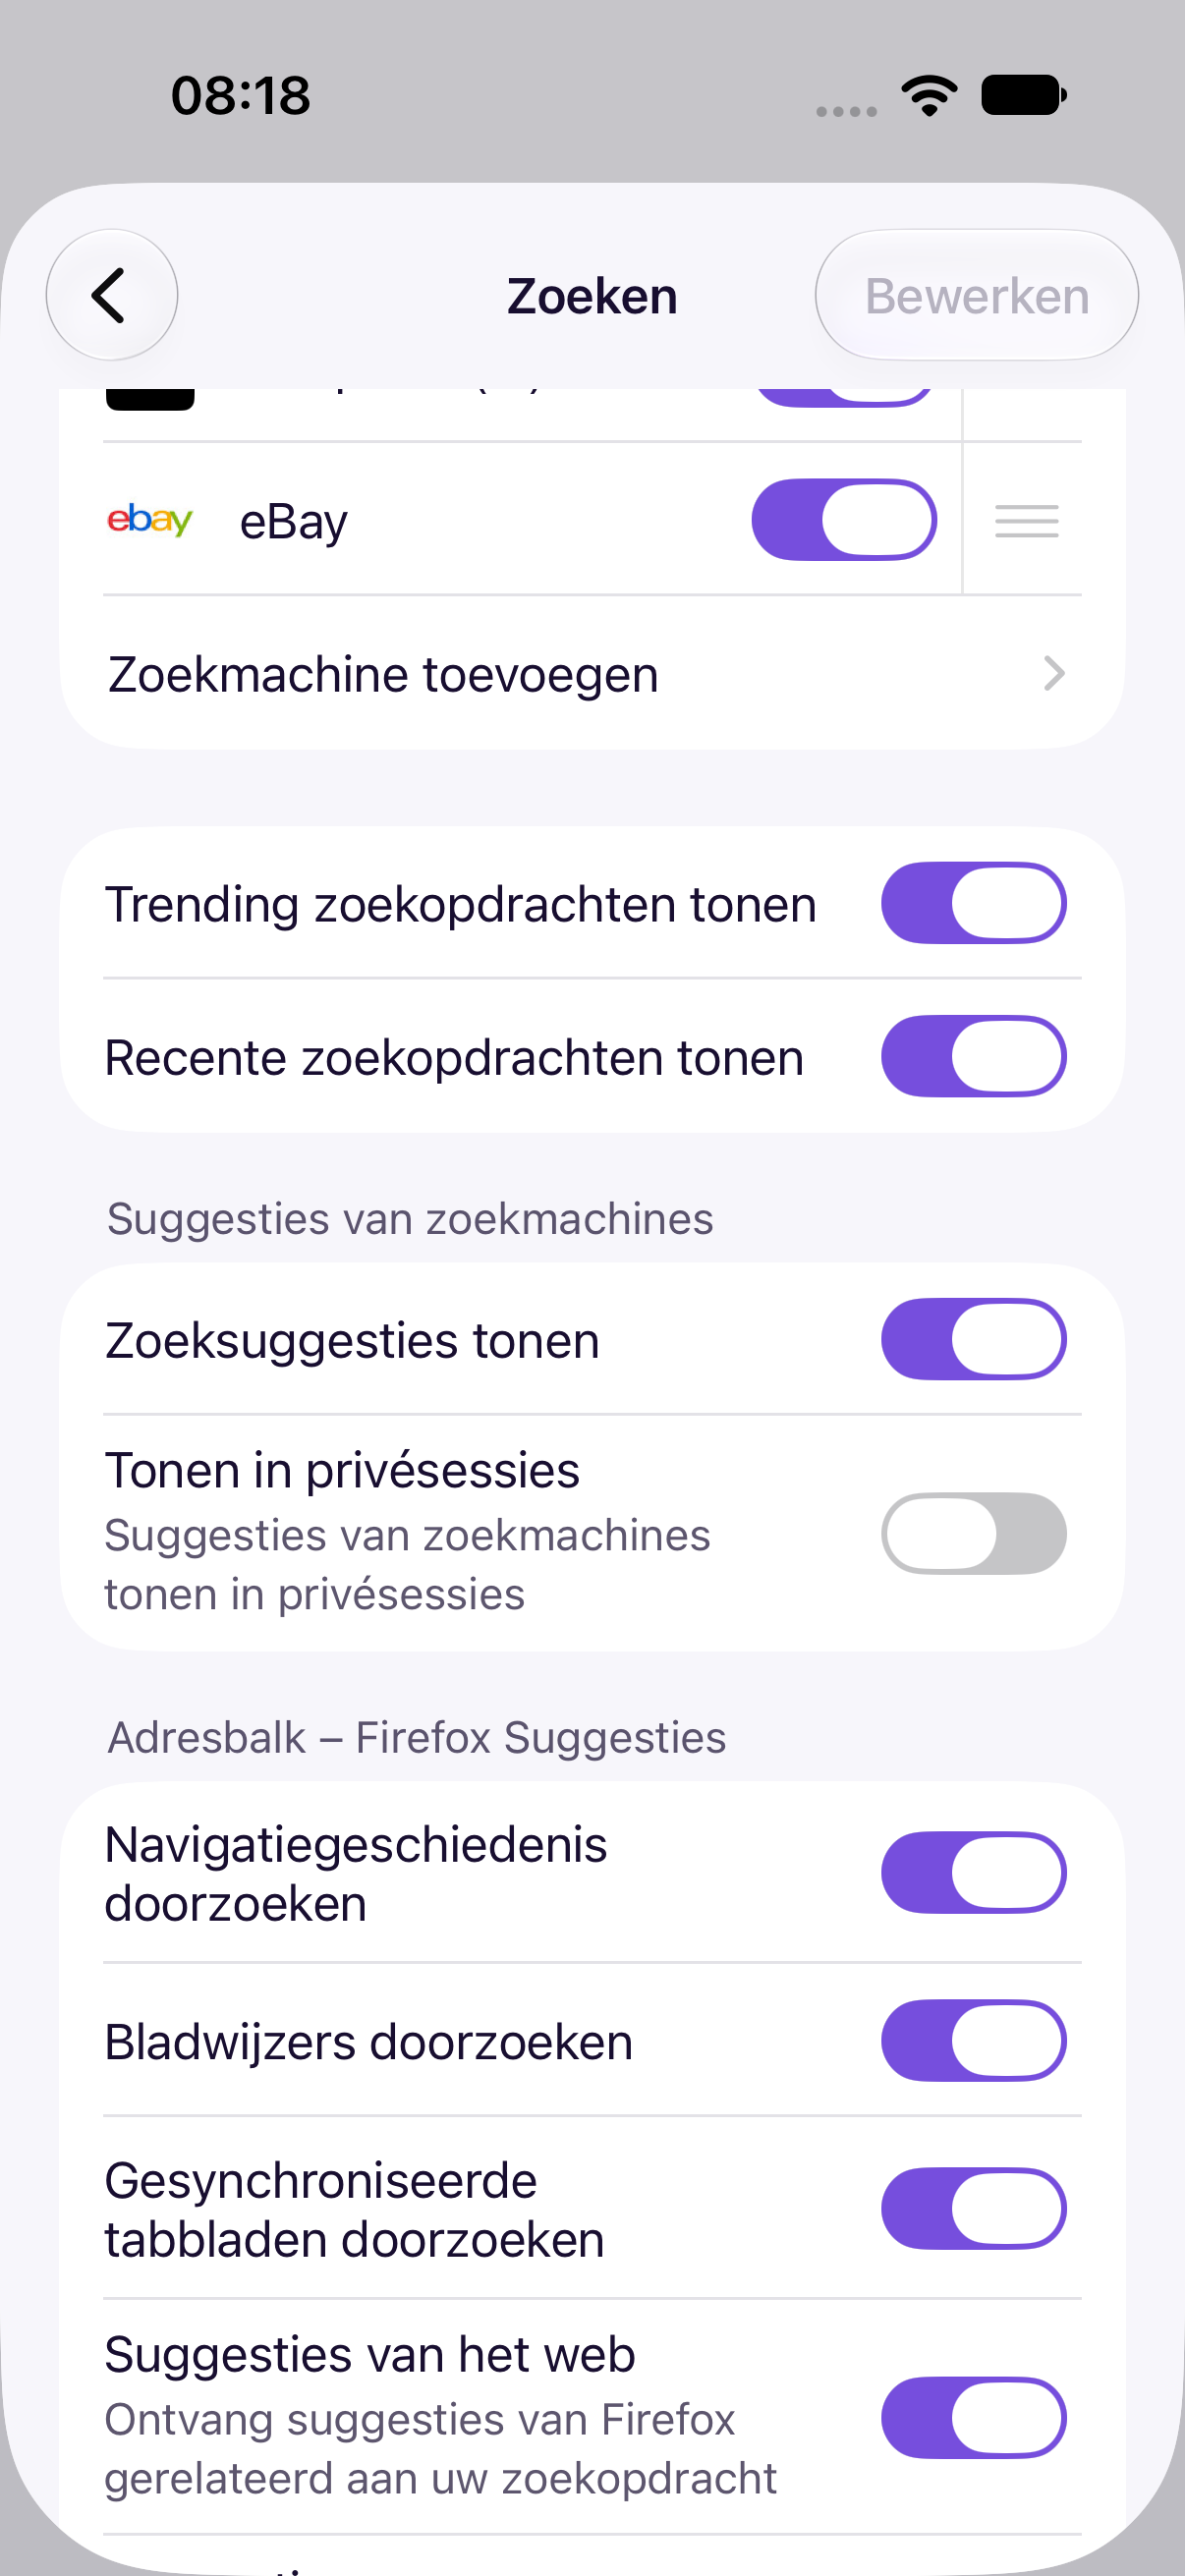 08:18
Zoeken
Bewerken
ebay eBay
Zoekmachine toevoegen
Trending zoekopdrachten tonen
Recente zoekopdrachten tonen
Suggesties van zoekmachines
Zoeksuggesties tonen
Tonen in privésessies
Suggesties van zoekmachines
tonen in privésessies
Adresbalk – Firefox Suggesties
Navigatiegeschiedenis
doorzoeken
Bladwijzers doorzoeken
Gesynchroniseerde
tabbladen doorzoeken
Suggesties van het web
Ontvang suggesties van Firefox
gerelateerd aan uw zoekopdracht